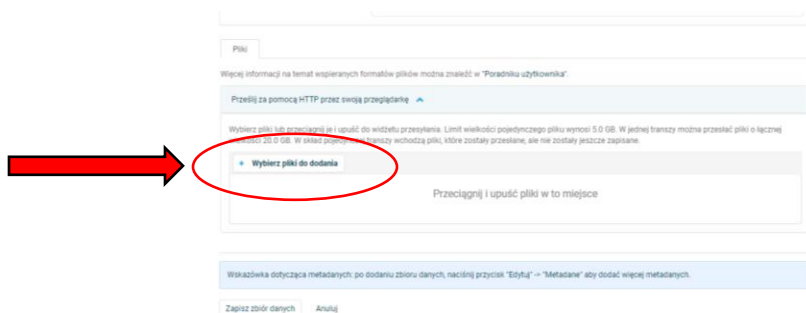 Pliki
Więcej informacji na temat wspieranych formatów plików można znaleźć w "Poradniku użytkownika".
Prześlij za pomocą HTTP przez swoją przeglądarkę
Wybierz pliki lub przeciągnij je i upuść do widżetu przesyłania. Limit wielkości pojedynczego pliku wynosi 5.0 GB. W jednej transzy można przesłać pliki o łącznej
wielkości 20.0 GB. W skład pojedynczej transzy wchodzą pliki, które zostały przesłane, ale nie zostały jeszcze zapisane.
+ Wybierz pliki do dodania
Przeciągnij i upuść pliki w to miejsce
Wskazówka dotycząca metadanych: po dodaniu zbioru danych, naciśnij przycisk "Edytuj" -> "Metadane" aby dodać więcej metadanych.
Zapisz zbiór danych Anuluj